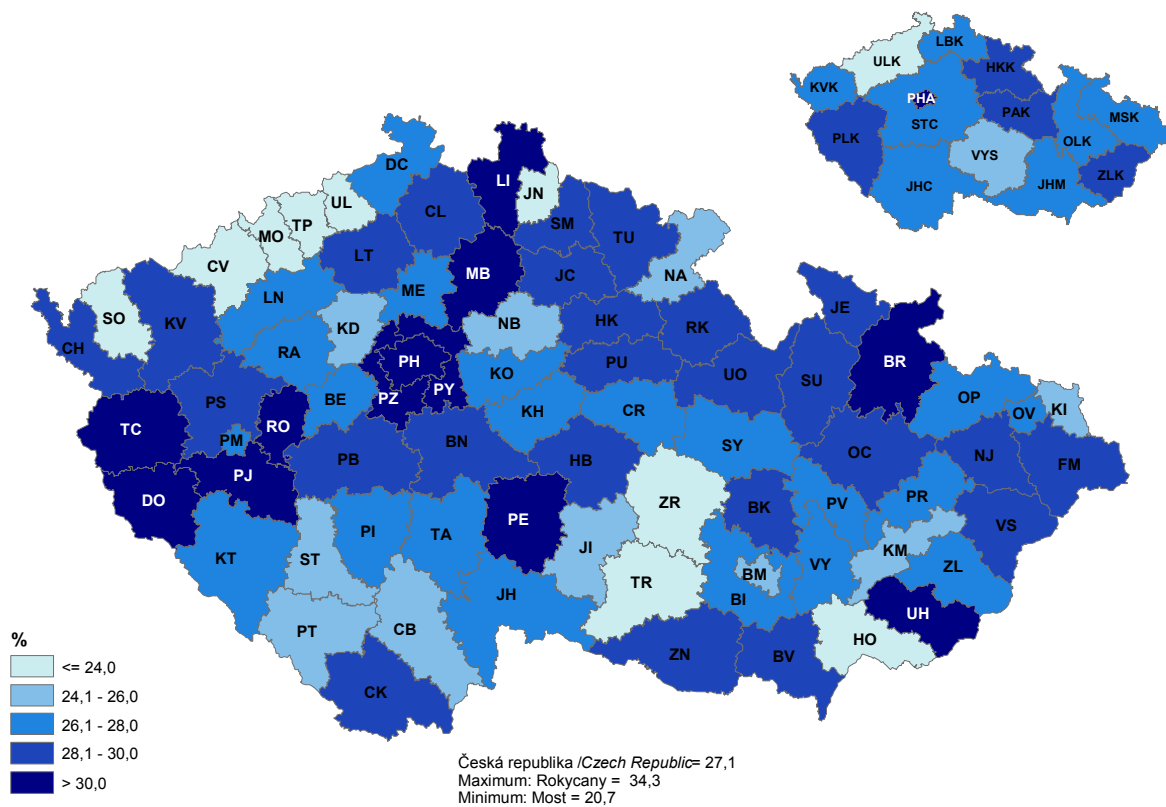 LBK
ULK
HKK
KVK
PHA
PAK
STC
MSK
PLK
OLK
VYS
ZLK
JHC
JHM
DC
LI
JN
UL
CL
TP
SM
MO
TU
LT
CV
MB
NA
JC
ME
LN
SO
KV
NB
HK
RK
JE
KD
CH
RA
PH
PU
BR
KO
UO
SU
PZ
PY
BE
OP
PS
KH
CR
OV
KI
TC
RO
PM
BN
SY
OC
NJ
FM
PB
HB
PJ
DO
ZR
BK
PV
PR
PE
VS
KT
ST
PI
TA
JI
KM
BM
VY
ZL
TR
JH
BI
UH
PT
CB
HO
ZN
BV
CK
%
<= 24,0
24,1 - 26,0
26,1 - 28,0
28,1 - 30,0
> 30,0
Česká republika /Czech Republic= 27,1
Maximum: Rokycany = 34,3
Minimum: Most = 20,7